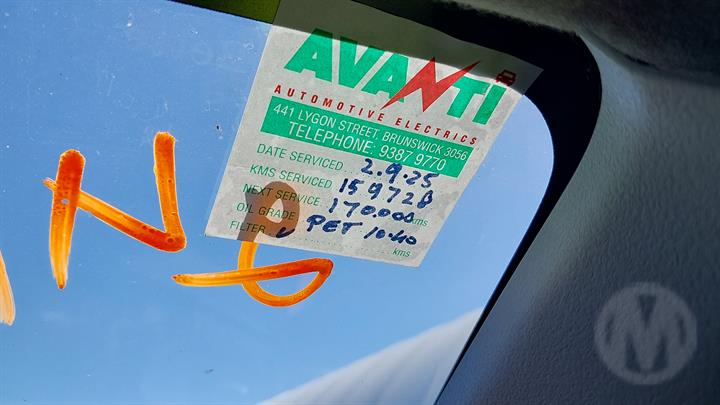 AVANTI
AUTOMOTIVE ELECTRICS
441 LYGON STREET, BRUNSWICK 3056
TELEPHONE: 9387 9770
DATE SERVICED 2.9.25
KMS SERVICED 159728
NEXT SERVICE 170.000 kms
OIL GRADE PET 10.40
FILTER ✓ kms
M